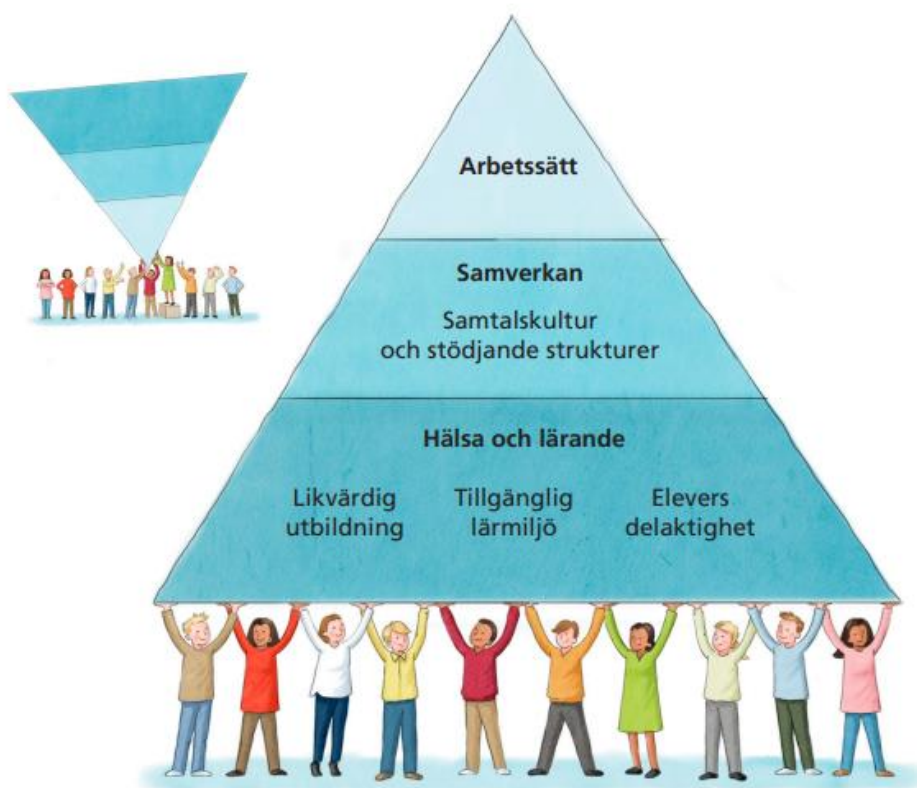 Arbetssätt
Samverkan
Samtalskultur
och stödjande strukturer
Hälsa och lärande
Likvärdig
utbildning
Tillgänglig
lärmiljö
Elevers
delaktighet